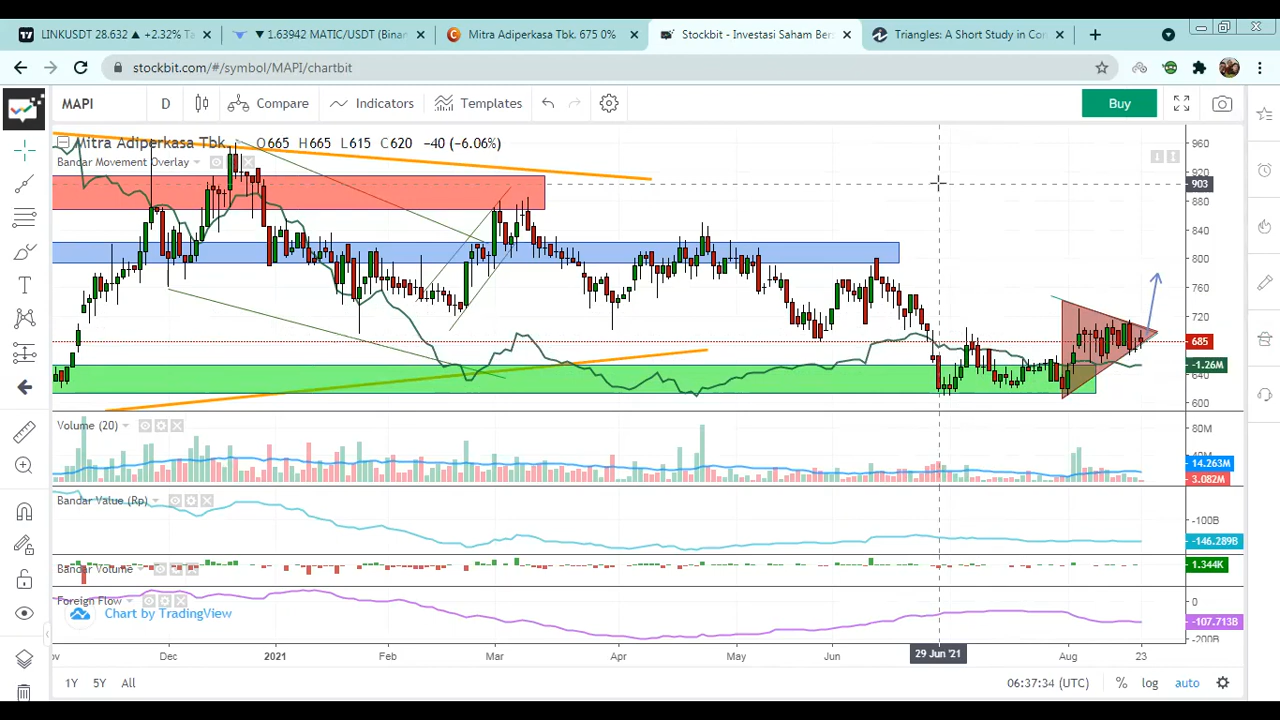 LINKUSDT 28.632 ▲ +2.32% Ta
▼ 1.63942 MATIC/USDT (Binan
Mitra Adiperkasa Tbk. 675 0%
Stockbit - Investasi Saham Ber
Triangles: A Short Study in Con
stockbit.com/#/symbol/MAPI/chartbit
MAPI D Compare Indicators Templates Buy
Mitra Adiperkasa Tbk. O665 H665 L615 C620 −40 (−6.06%)
Bandar Movement Overlay
960
920
903
880
840
800
760
720
685
-1.26M
640
600
Volume (20)
80M
14.263M
3.082M
Bandar Value (Rp)
-100B
-146.289B
Bandar Volume
1.344K
Foreign Flow
0
Chart by TradingView
-107.713B
-200B
Dec 2021 Feb Mar Apr May Jun 29 Jun '21 Aug 23
1Y 5Y All 06:37:34 (UTC) % log auto